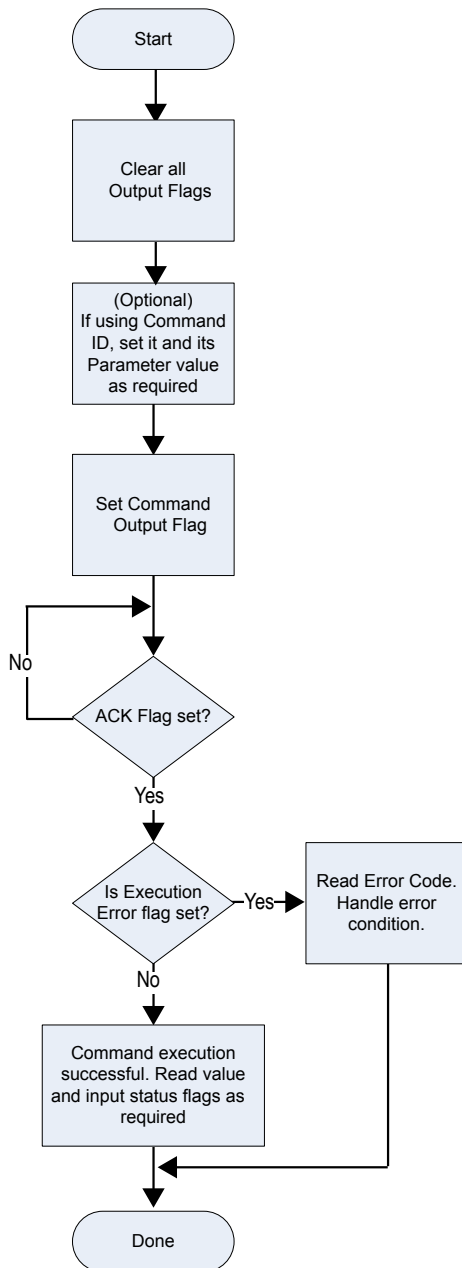 Start
Clear all
Output Flags
(Optional)
If using Command
ID, set it and its
Parameter value
as required
Set Command
Output Flag
No
ACK Flag set?
Yes
Is Execution
Error flag set?
Yes
Read Error Code.
Handle error
condition.
No
Command execution
successful. Read value
and input status flags as
required
Done